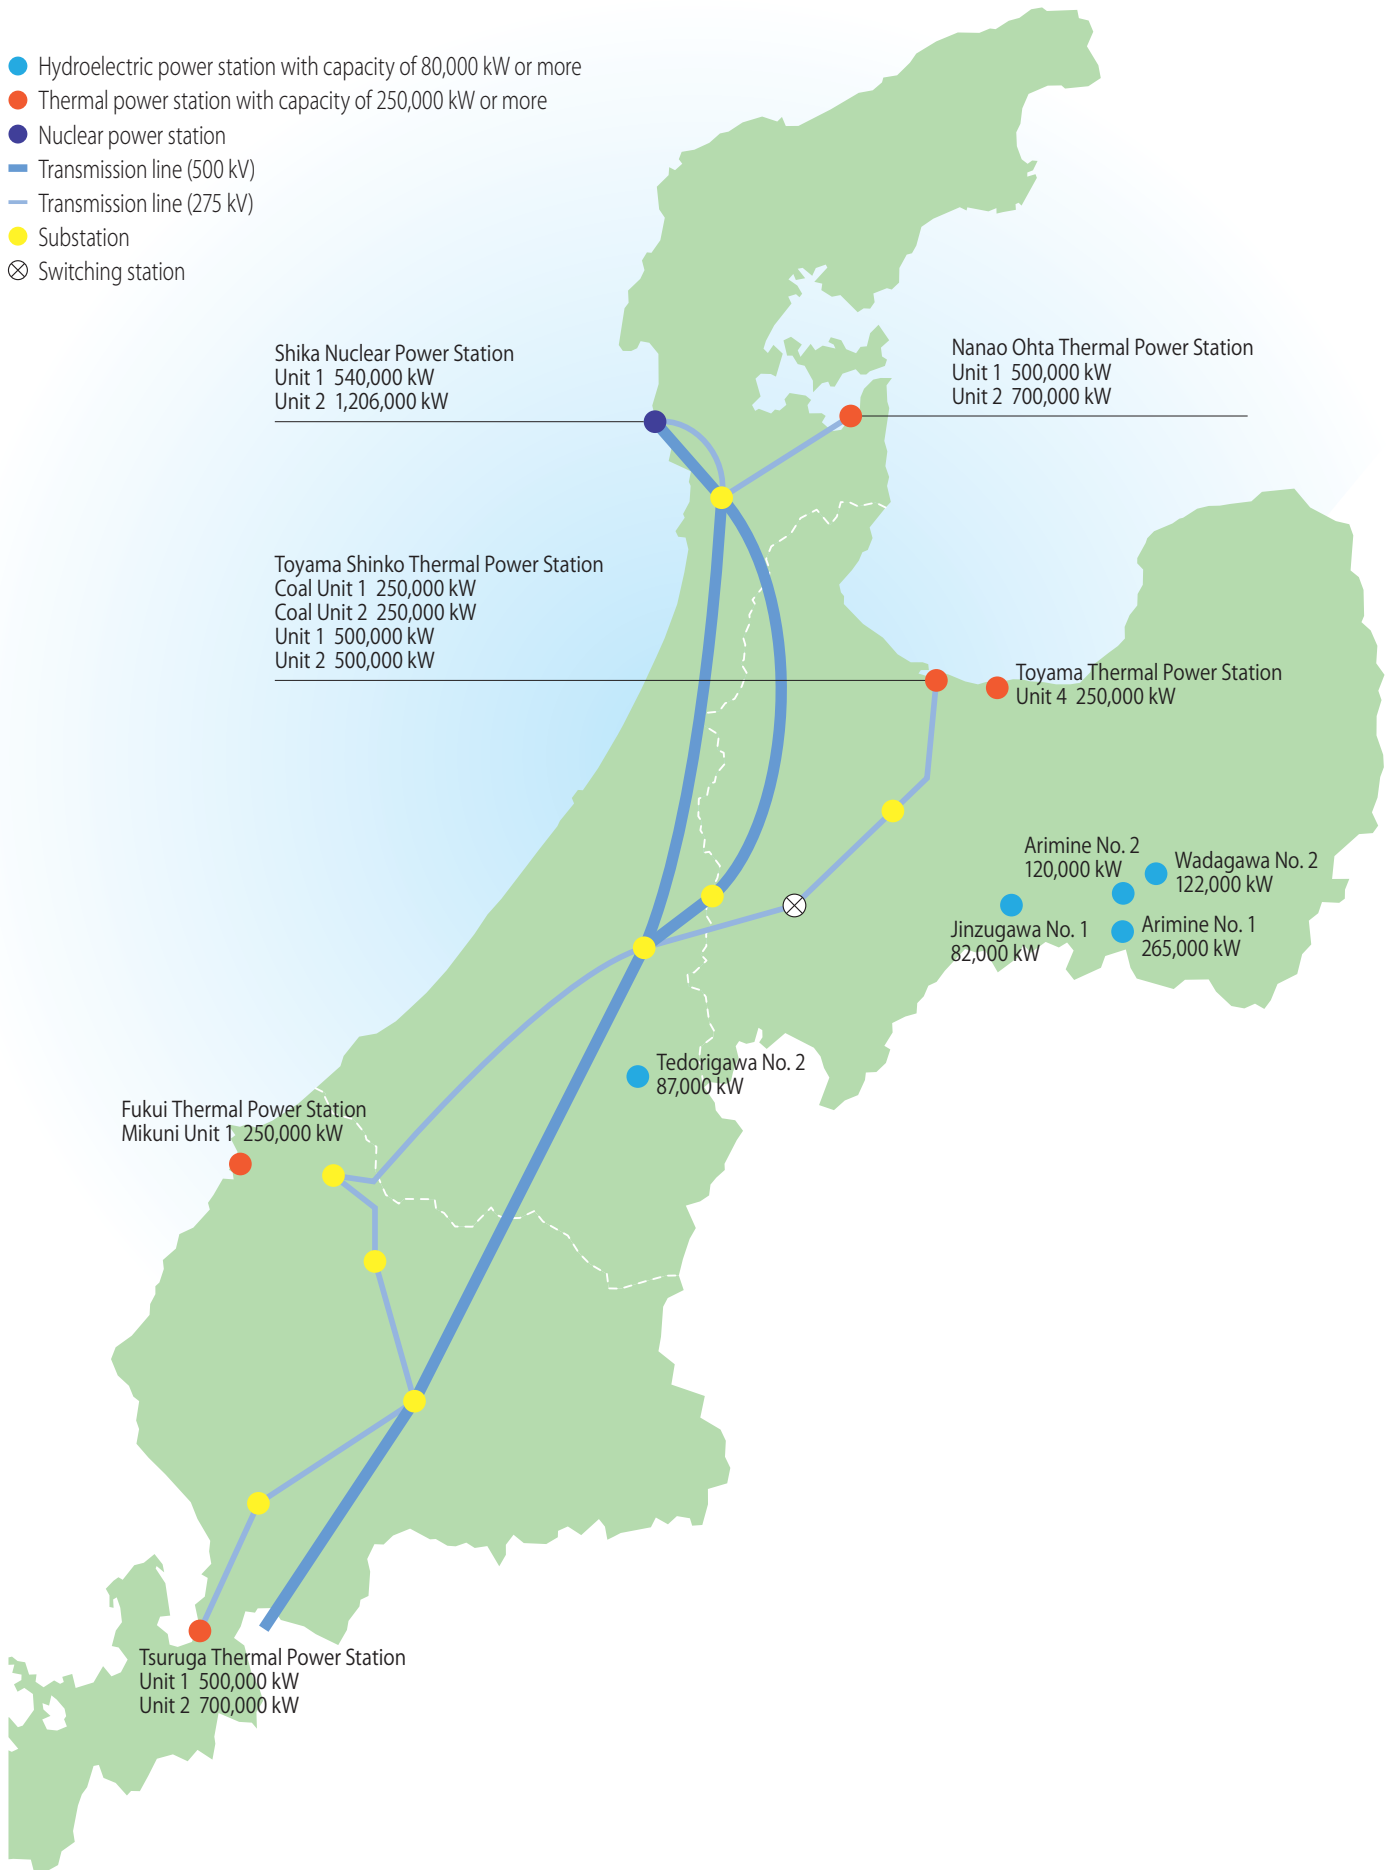 Hydroelectric power station with capacity of 80,000 kW or more
Thermal power station with capacity of 250,000 kW or more
Nuclear power station
Transmission line (500 kV)
Transmission line (275 kV)
Substation
Switching station
Shika Nuclear Power Station
Unit 1 540,000 kW
Unit 2 1,206,000 kW
Nanao Ohta Thermal Power Station
Unit 1 500,000 kW
Unit 2 700,000 kW
Toyama Shinko Thermal Power Station
Coal Unit 1 250,000 kW
Coal Unit 2 250,000 kW
Unit 1 500,000 kW
Unit 2 500,000 kW
Toyama Thermal Power Station
Unit 4 250,000 kW
Arimine No. 2
120,000 kW
Wadagawa No. 2
122,000 kW
Jinzugawa No. 1
82,000 kW
Arimine No. 1
265,000 kW
Tedorigawa No. 2
87,000 kW
Fukui Thermal Power Station
Mikuni Unit 1 250,000 kW
Tsuruga Thermal Power Station
Unit 1 500,000 kW
Unit 2 700,000 kW